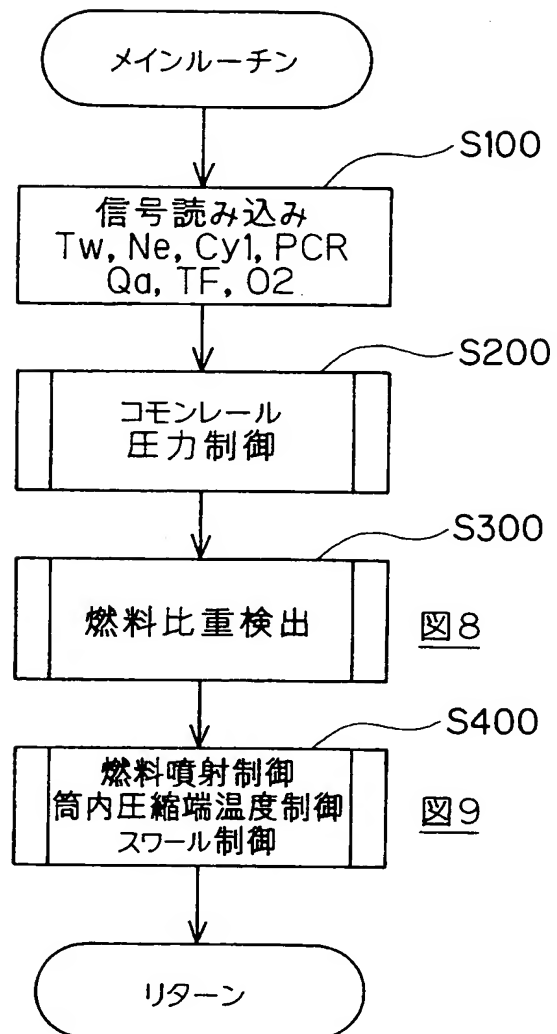 メインルーチン
S100
信号読み込み
Tw, Ne, Cy1, PCR
Qa, TF, O2
S200
コモンレール
圧力制御
S300
燃料比重検出
図8
S400
燃料噴射制御
筒内圧縮端温度制御
スワール制御
図9
リターン